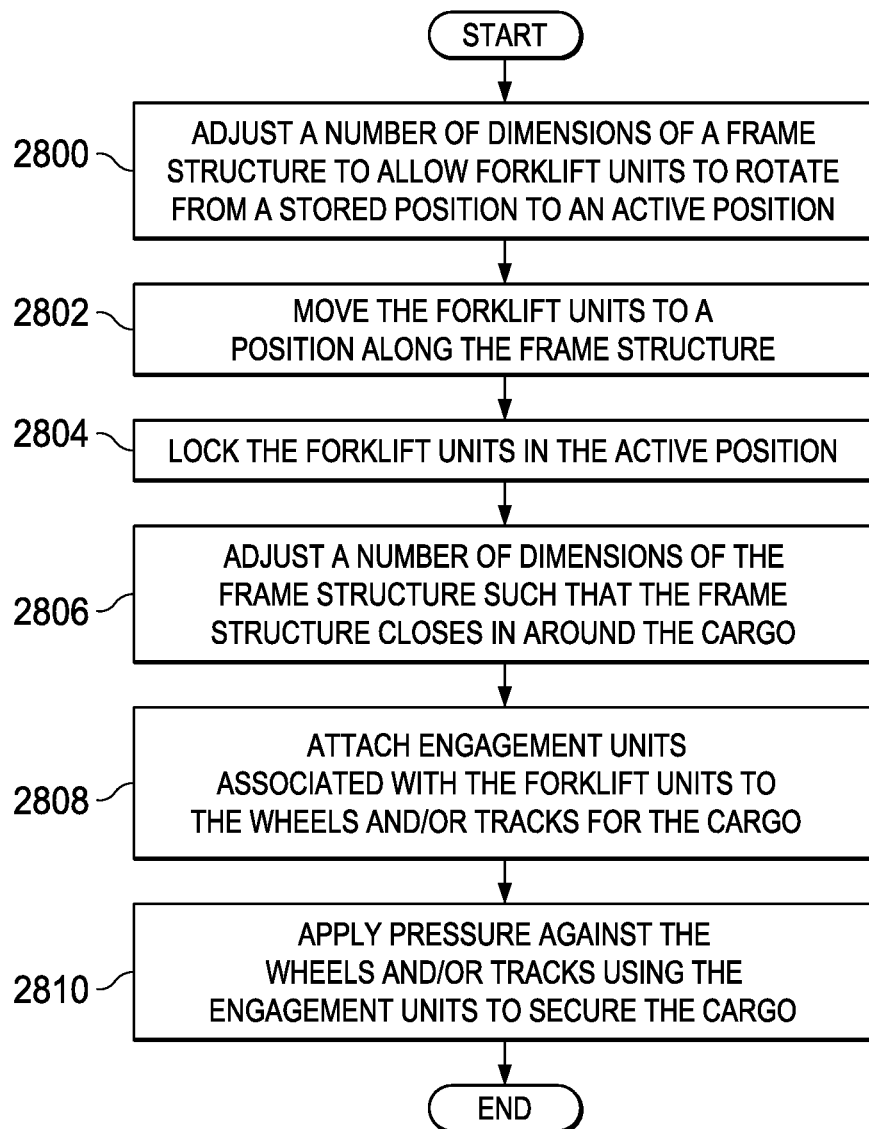 START
2800
ADJUST A NUMBER OF DIMENSIONS OF A FRAME
STRUCTURE TO ALLOW FORKLIFT UNITS TO ROTATE
FROM A STORED POSITION TO AN ACTIVE POSITION
2802
MOVE THE FORKLIFT UNITS TO A
POSITION ALONG THE FRAME STRUCTURE
2804
LOCK THE FORKLIFT UNITS IN THE ACTIVE POSITION
2806
ADJUST A NUMBER OF DIMENSIONS OF THE
FRAME STRUCTURE SUCH THAT THE FRAME
STRUCTURE CLOSES IN AROUND THE CARGO
2808
ATTACH ENGAGEMENT UNITS
ASSOCIATED WITH THE FORKLIFT UNITS TO
THE WHEELS AND/OR TRACKS FOR THE CARGO
2810
APPLY PRESSURE AGAINST THE
WHEELS AND/OR TRACKS USING THE
ENGAGEMENT UNITS TO SECURE THE CARGO
END